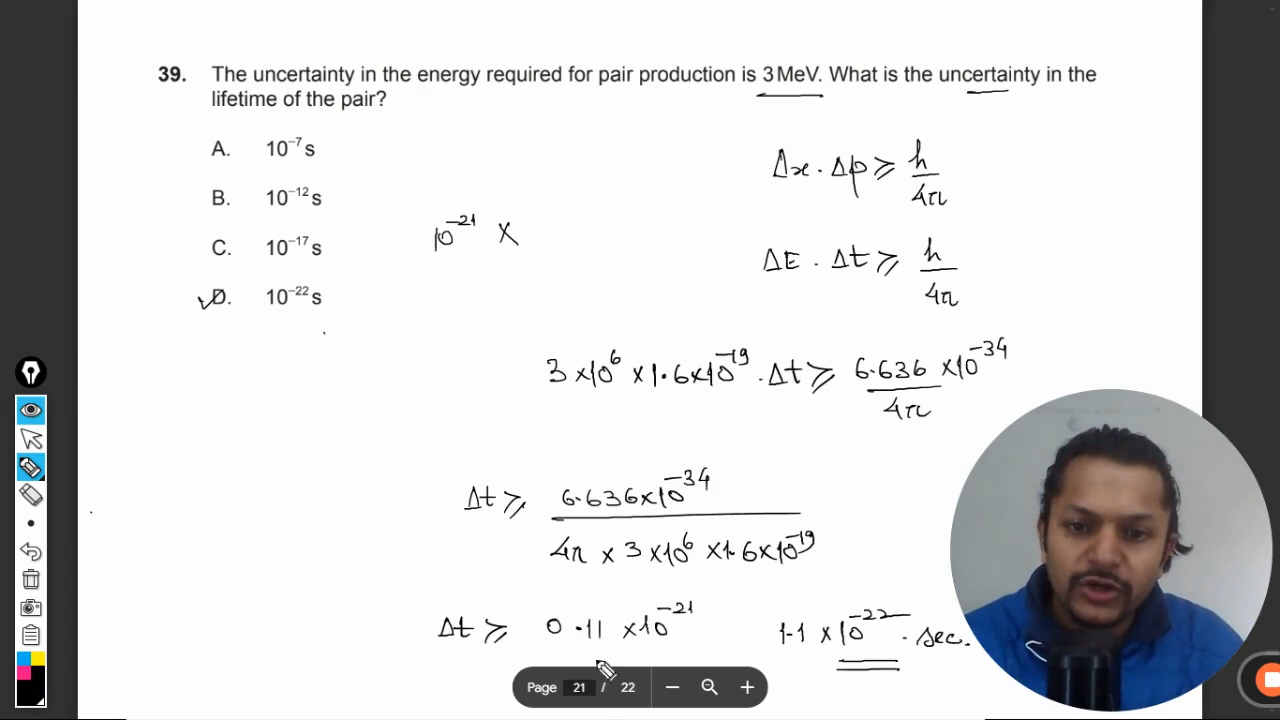 39. The uncertainty in the energy required for pair production is 3 MeV. What is the uncertainty in the
lifetime of the pair?
A. 10⁻⁷ s
B. 10⁻¹² s
C. 10⁻¹⁷ s
D. 10⁻²² s
10⁻²¹ ×
Δx · Δp ≥ h/4π
ΔE · Δt ≥ h/4π
3 × 10⁶ × 1.6 × 10⁻¹⁹ · Δt ≥ 6.636 × 10⁻³⁴ / 4π
Δt ≥ 6.636 × 10⁻³⁴ / 4π × 3 × 10⁶ × 1.6 × 10⁻¹⁹
Δt ≥ 0.11 × 10⁻²¹ 1.1 × 10⁻²² · sec.
Page 21 / 22